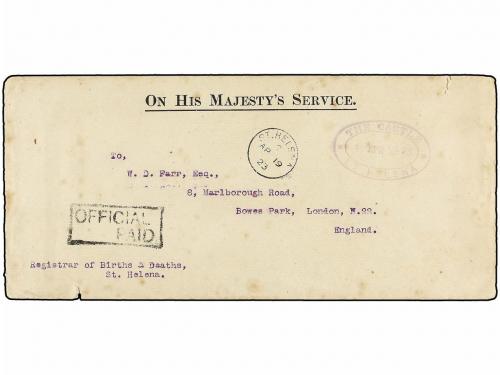 ON HIS MAJESTY'S SERVICE.
ST. HELENA
C
AP 19
23
THE CASTLE
ST HELENA
To,
W. D. Farr, Esq.,
8, Marlborough Road,
Bowes Park, London, N.22.
England.
OFFICIAL
PAID
Registrar of Births & Deaths,
St. Helena.